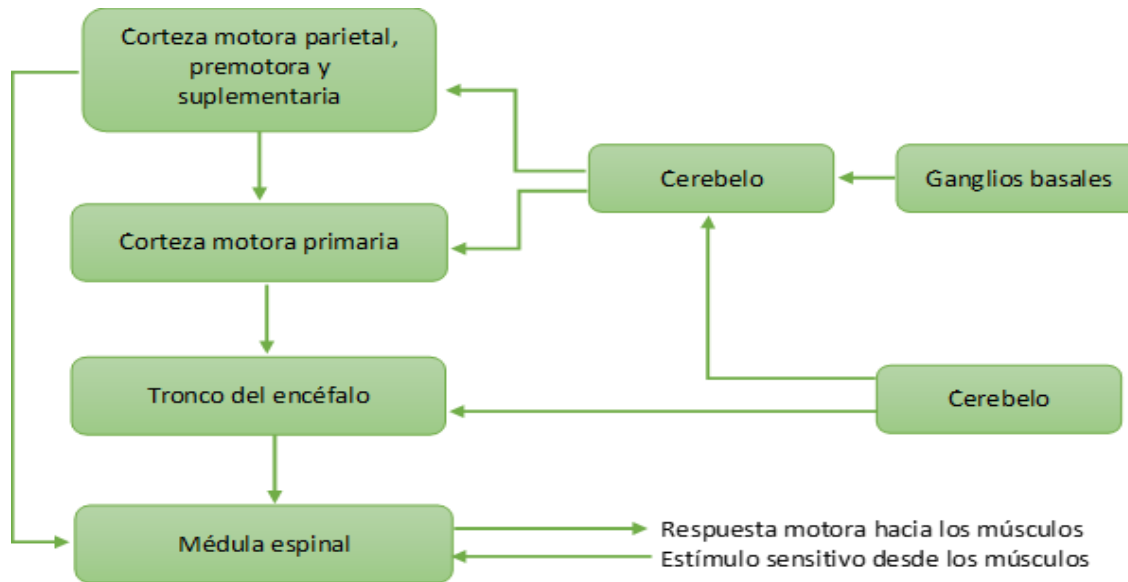 Corteza motora parietal,
premotora y
suplementaria
Cerebelo
Ganglios basales
Corteza motora primaria
Tronco del encéfalo
Cerebelo
Médula espinal
Respuesta motora hacia los músculos
Estímulo sensitivo desde los músculos